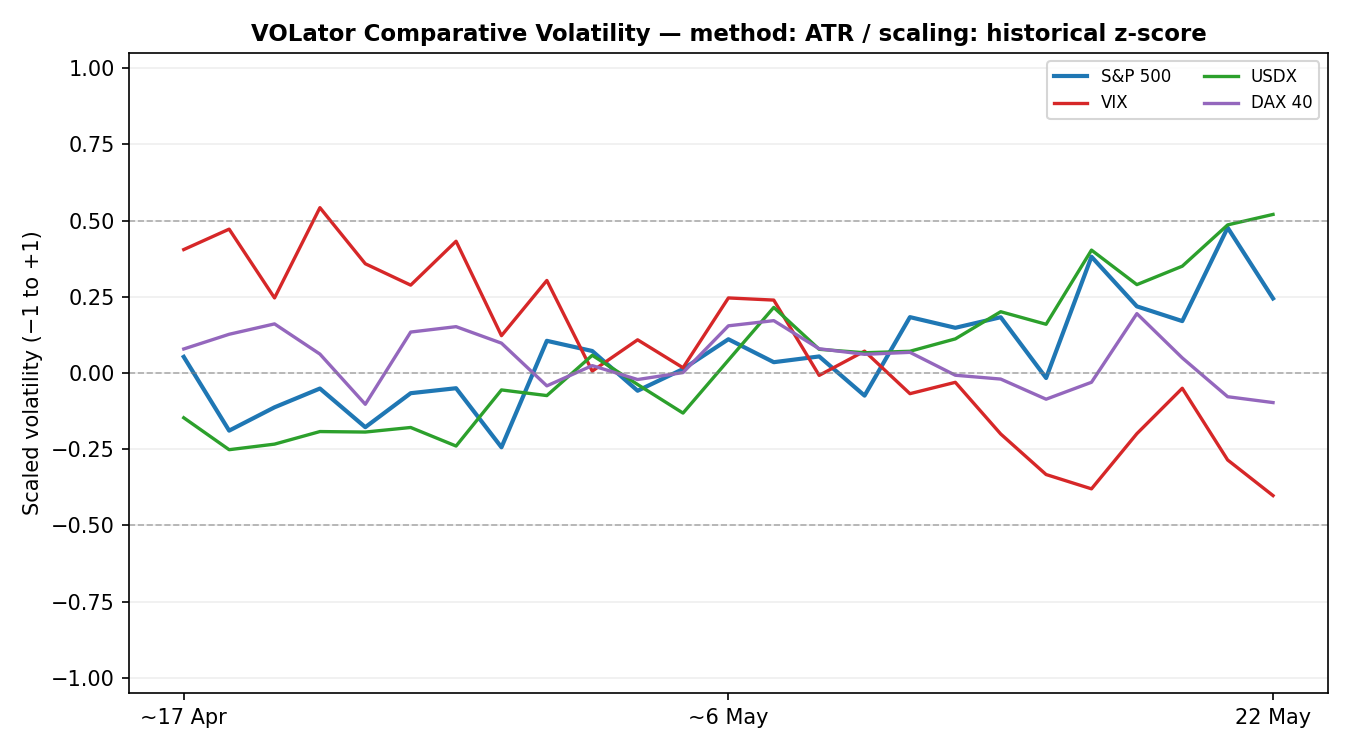 VOLator Comparative Volatility — method: ATR / scaling: historical z-score
S&P 500
VIX
USDX
DAX 40
Scaled volatility (−1 to +1)
1.00
0.75
0.50
0.25
0.00
−0.25
−0.50
−0.75
−1.00
~17 Apr
~6 May
22 May